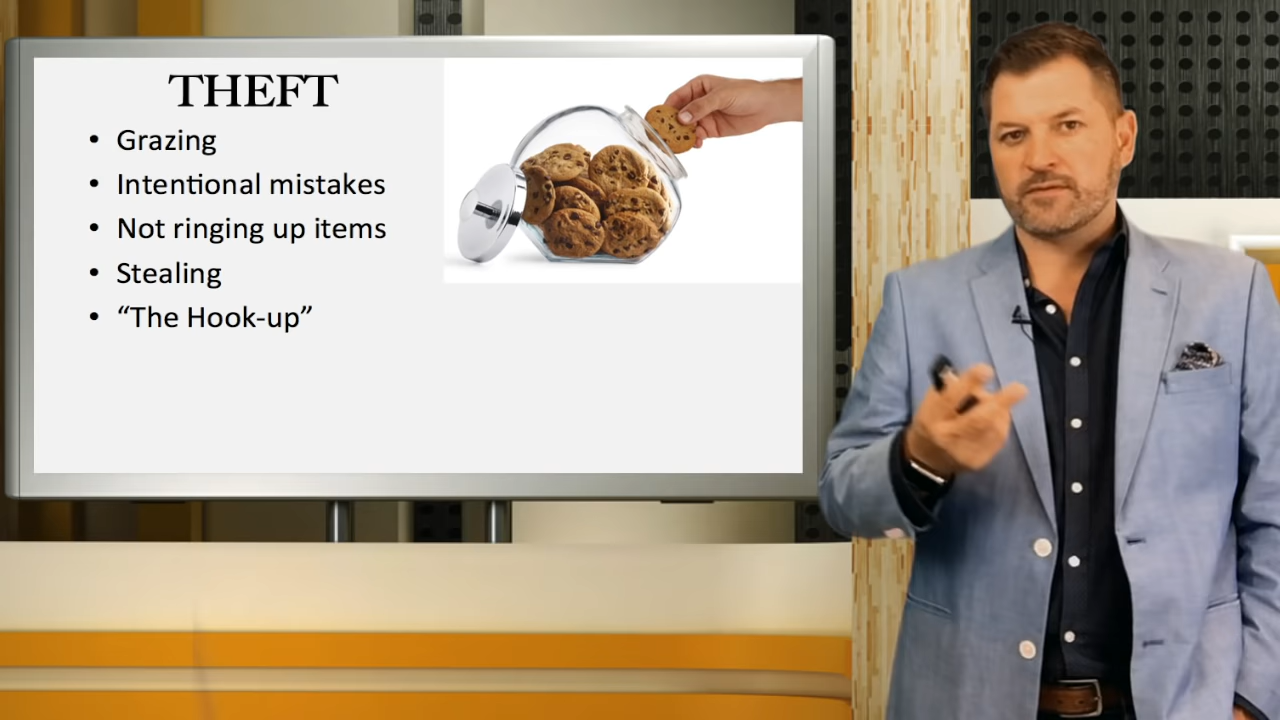 THEFT
• Grazing
• Intentional mistakes
• Not ringing up items
• Stealing
• “The Hook-up”